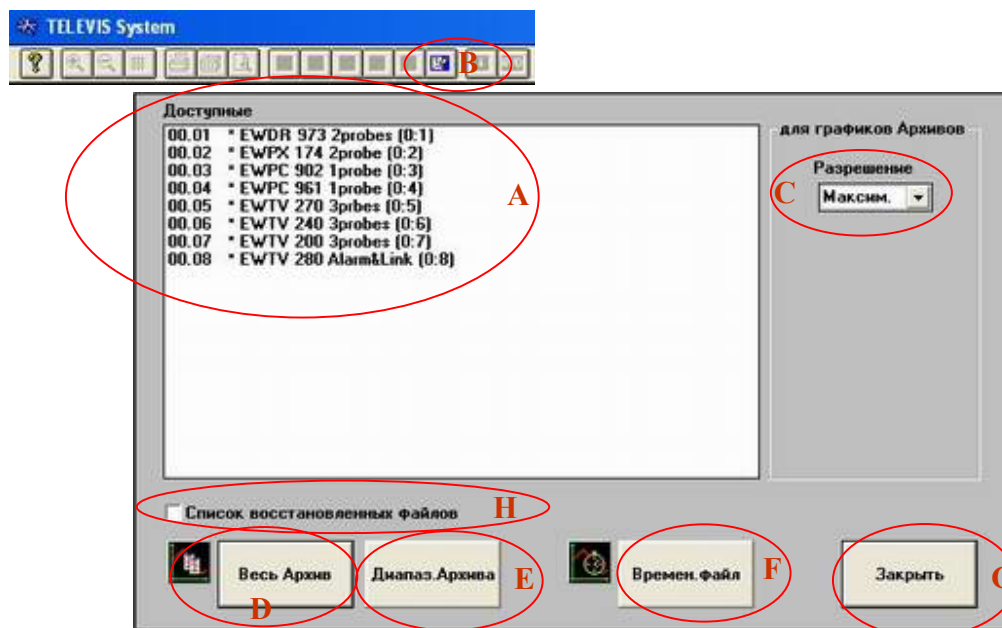 TELEVIS System
B
Доступные
00.01 * EWDR 973 2probes (0:1)
00.02 * EWPX 174 2probe (0:2)
00.03 * EWPC 902 1probe (0:3)
00.04 * EWPC 961 1probe (0:4)
00.05 * EWTV 270 3prbes (0:5)
00.06 * EWTV 240 3probes (0:6)
00.07 * EWTV 200 3probes (0:7)
00.08 * EWTV 280 Alarm&Link (0:8)
A
для графиков Архивов
Разрешение
C Максим.
Список восстановленных файлов H
Весь Архив
D
Диапаз.Архива E
Времен.файл F
Закрыть